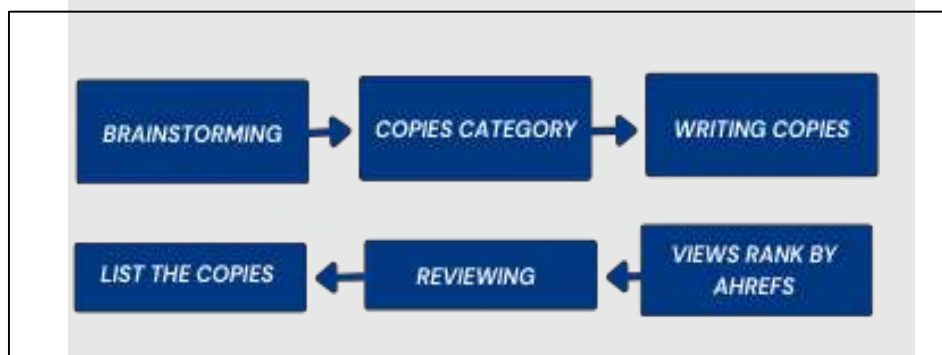 BRAINSTORMING
COPIES CATEGORY
WRITING COPIES
VIEWS RANK BY
AHREFS
REVIEWING
LIST THE COPIES